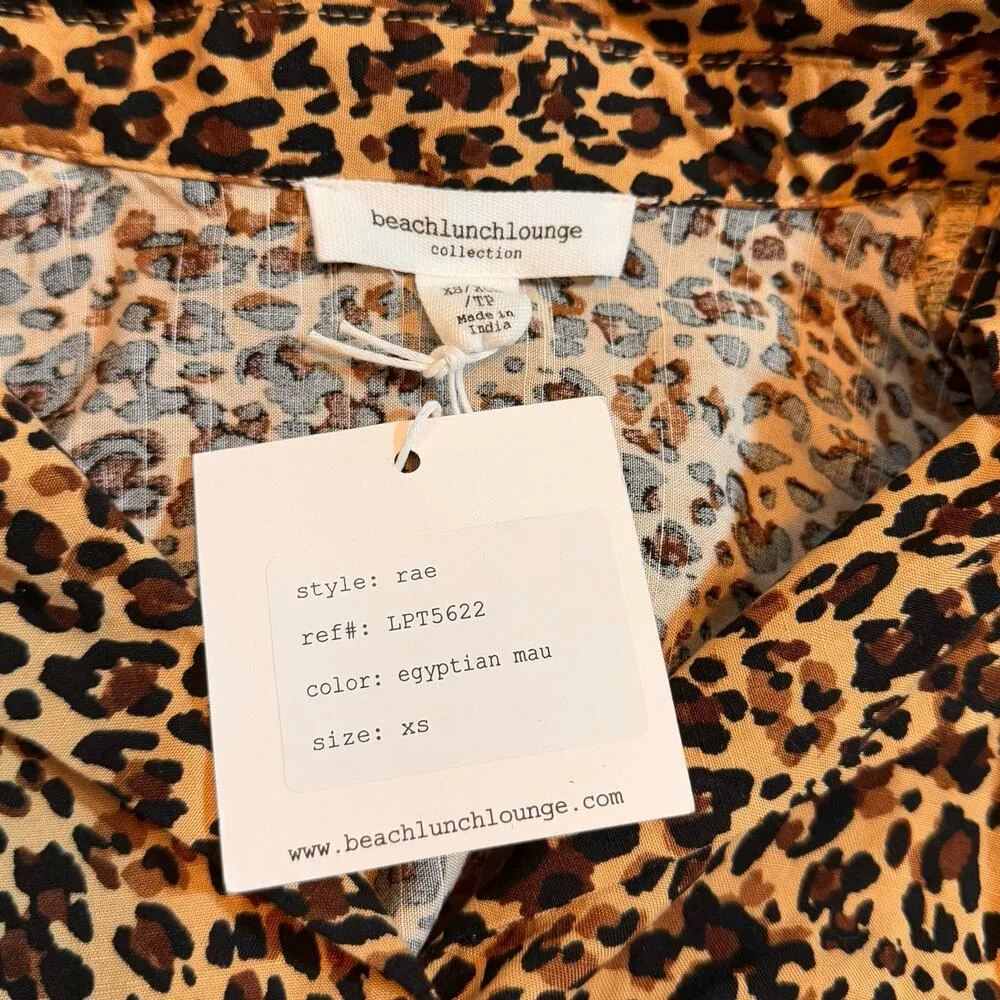 beachlunchlounge
collection
/TP
Made in
India
style: rae
ref#: LPT5622
color: egyptian mau
size: xs
www.beachlunchlounge.com